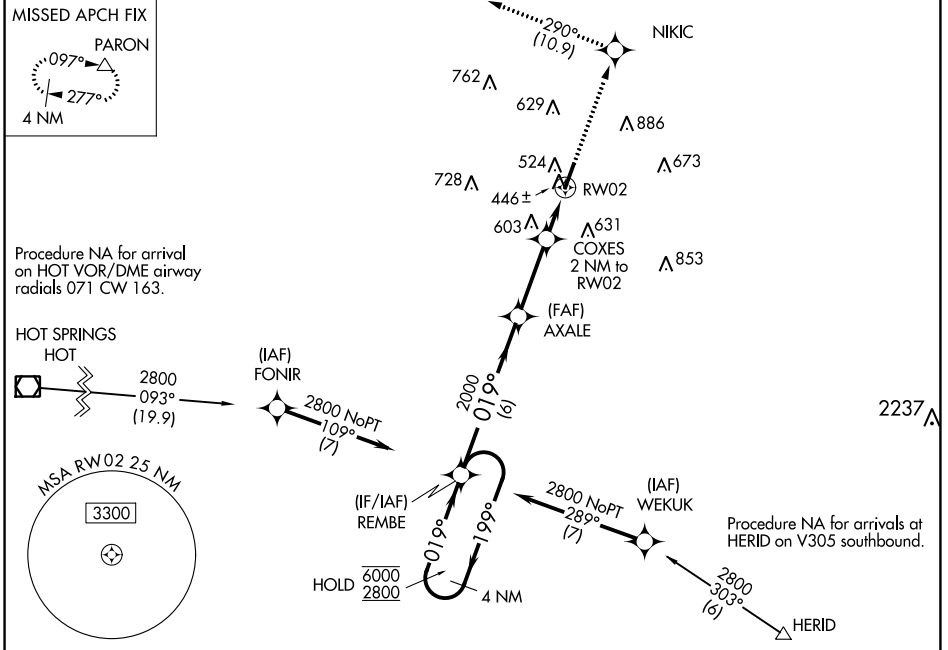 MISSED APCH FIX
PARON
097°
277°
4 NM
290°
(10.9)
NIKIC
762
629
886
524
673
728
446±
RW02
603
631
COXES
2 NM to
RW02
853
Procedure NA for arrival
on HOT VOR/DME airway
radials 071 CW 163.
(FAF)
AXALE
HOT SPRINGS
HOT
2800
093°
(19.9)
(IAF)
FONIR
2800 NoPT
109°
(7)
2000
019°
(6)
2237
MSA RW02 25 NM
3300
(IF/IAF)
REMBE
019°
199°
HOLD
6000
2800
4 NM
2800 NoPT
289°
(7)
(IAF)
WEKUK
Procedure NA for arrivals at
HERID on V305 southbound.
2800
303°
(6)
HERID